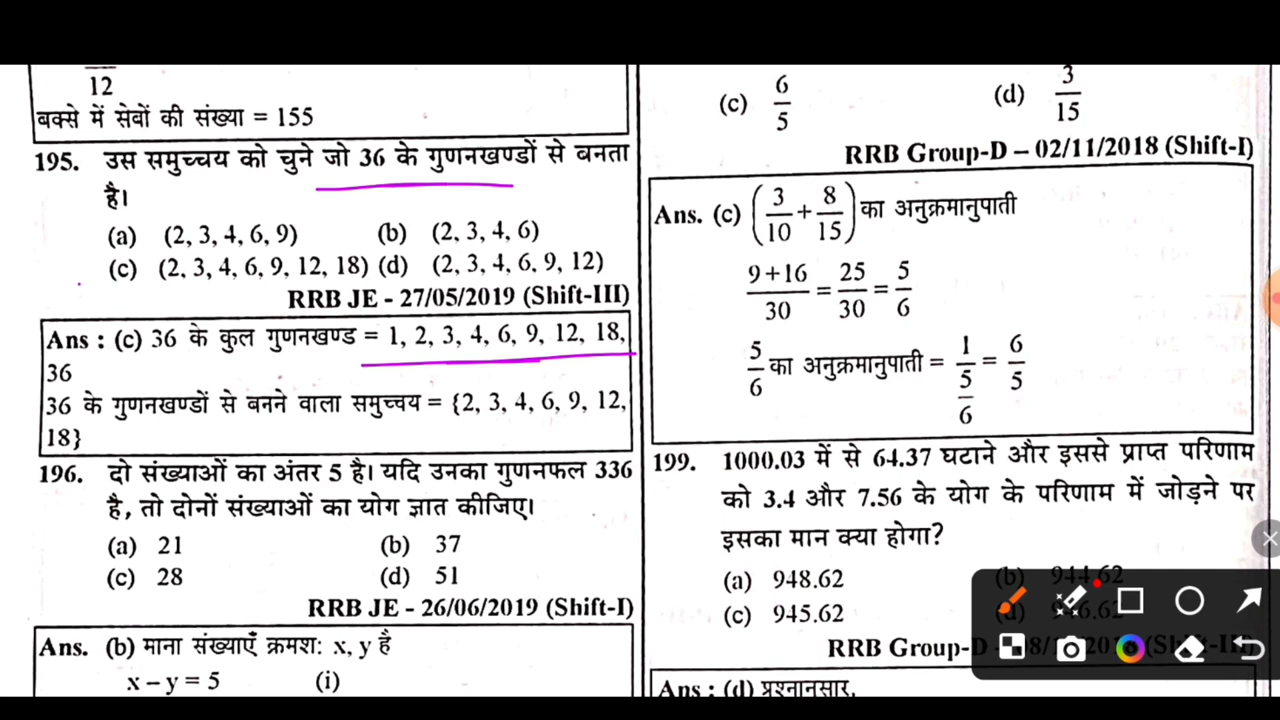 12
बक्से में सेवों की संख्या = 155
195. उस समुच्चय को चुने जो 36 के गुणनखण्डों से बनता
है।
(a) (2, 3, 4, 6, 9) (b) (2, 3, 4, 6)
(c) (2, 3, 4, 6, 9, 12, 18) (d) (2, 3, 4, 6, 9, 12)
RRB JE - 27/05/2019 (Shift-III)
Ans : (c) 36 के कुल गुणनखण्ड = 1, 2, 3, 4, 6, 9, 12, 18,
36
36 के गुणनखण्डों से बनने वाला समुच्चय = {2, 3, 4, 6, 9, 12,
18}
196. दो संख्याओं का अंतर 5 है। यदि उनका गुणनफल 336
है, तो दोनों संख्याओं का योग ज्ञात कीजिए।
(a) 21 (b) 37
(c) 28 (d) 51
RRB JE - 26/06/2019 (Shift-I)
Ans. (b) माना संख्याएँ क्रमश: x, y है
x – y = 5 (i)
(c) 6/5 (d) 3/15
RRB Group-D – 02/11/2018 (Shift-I)
Ans. (c) (3/10 + 8/15) का अनुक्रमानुपाती
9+16/30 = 25/30 = 5/6
5/6 का अनुक्रमानुपाती = 1/5/6 = 6/5
199. 1000.03 में से 64.37 घटाने और इससे प्राप्त परिणाम
को 3.4 और 7.56 के योग के परिणाम में जोड़ने पर
इसका मान क्या होगा?
(a) 948.62 (b) 944.62
(c) 945.62 (d) 946.62
RRB Group-D
Ans : (d) प्रश्नानुसार,